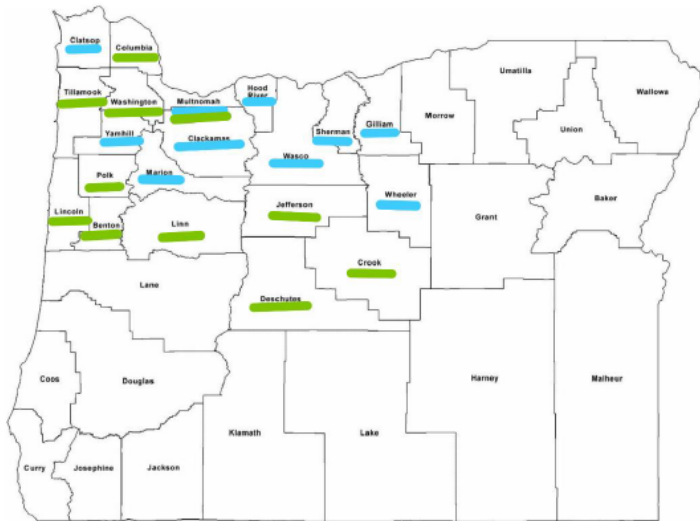 Clatsop
Columbia
Tillamook
Washington
Multnomah
Hood
River
Yamhill
Clackamas
Sherman
Gilliam
Morrow
Umatilla
Union
Wallowa
Wasco
Polk
Marion
Wheeler
Lincoln
Benton
Linn
Jefferson
Grant
Baker
Crook
Lane
Deschutes
Coos
Douglas
Harney
Malheur
Klamath
Lake
Curry
Josephine
Jackson